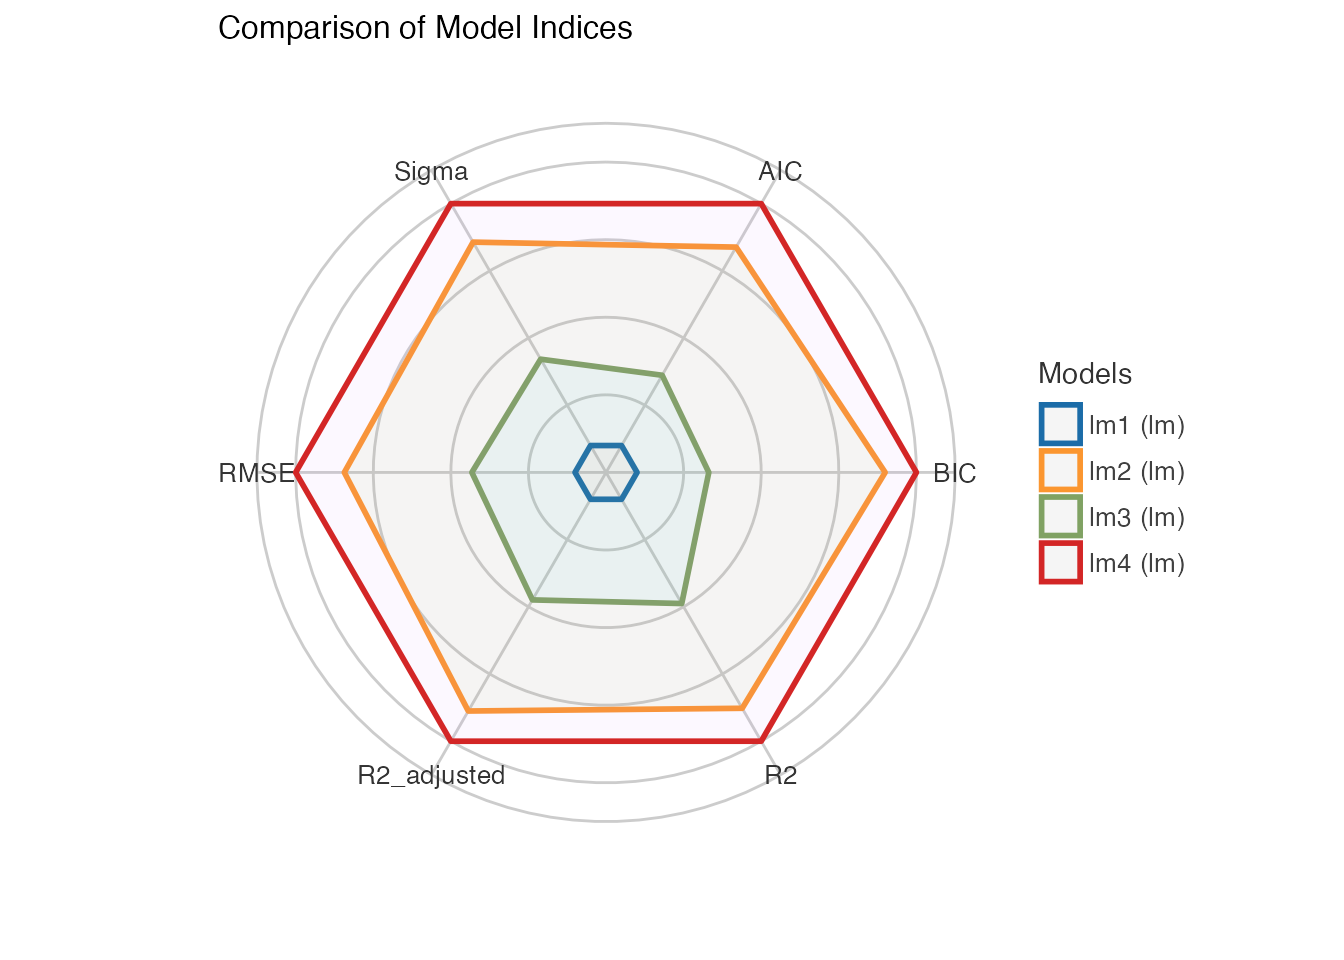 Comparison of Model Indices
Sigma
AIC
RMSE
BIC
R2_adjusted
R2
Models
lm1 (lm)
lm2 (lm)
lm3 (lm)
lm4 (lm)